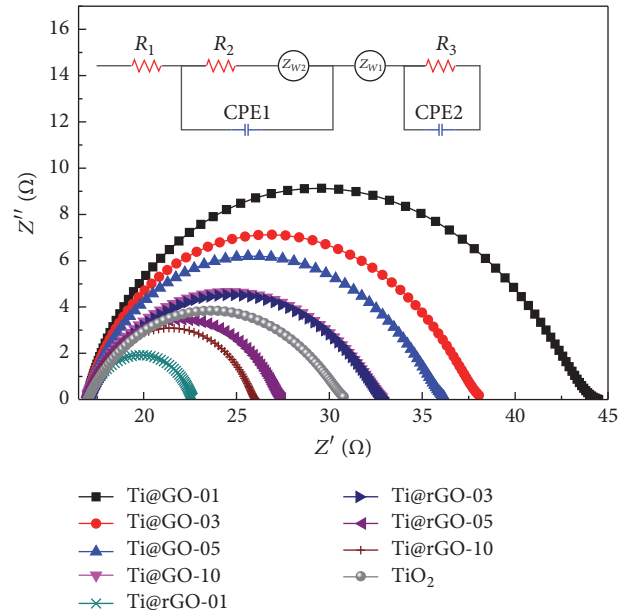 R1 R2 ZW2 ZW1 R3
CPE1 CPE2
Z′′ (Ω)
16
14
12
10
8
6
4
2
0
20 25 30 35 40 45
Z′ (Ω)
Ti@GO-01 Ti@rGO-03
Ti@GO-03 Ti@rGO-05
Ti@GO-05 Ti@rGO-10
Ti@GO-10 TiO2
Ti@rGO-01